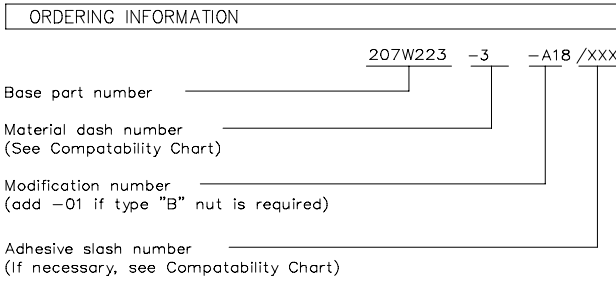 ORDERING INFORMATION
207W223 -3 -A18 /XXX
Base part number
Material dash number
(See Compatability Chart)
Modification number
(add -01 if type "B" nut is required)
Adhesive slash number
(If necessary, see Compatability Chart)